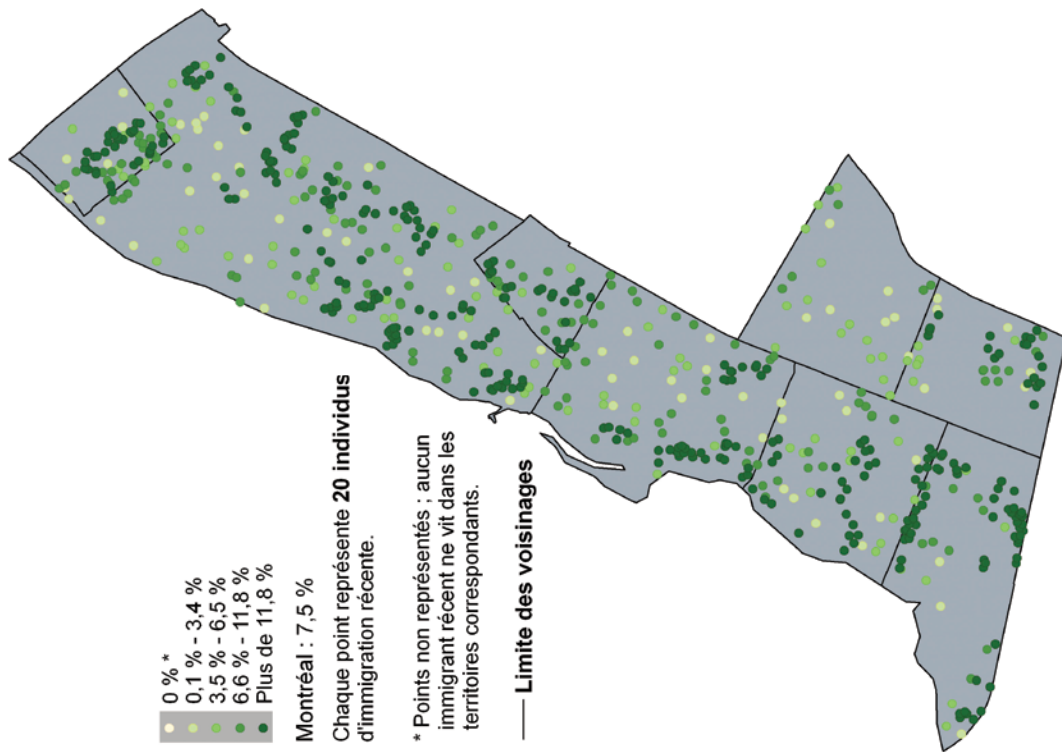 0 % *
0,1 % - 3,4 %
3,5 % - 6,5 %
6,6 % - 11,8 %
Plus de 11,8 %
Montréal : 7,5 %
Chaque point représente 20 individus
d'immigration récente.
* Points non représentés ; aucun
immigrant récent ne vit dans les
territoires correspondants.
Limite des voisinages